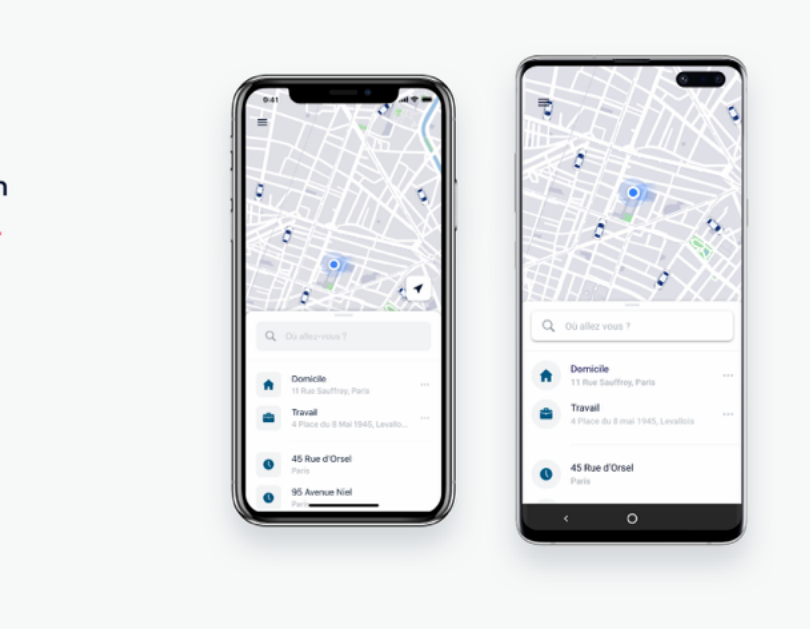 n
9:41
Où allez-vous ?
Domicile
11 Rue Sauffroy, Paris
Travail
4 Place du 8 Mai 1945, Levallo...
45 Rue d'Orsel
Paris
95 Avenue Niel
Paris
Où allez vous ?
Domicile
11 Rue Sauffroy, Paris
Travail
4 Place du 8 mai 1945, Levallois
45 Rue d'Orsel
Paris